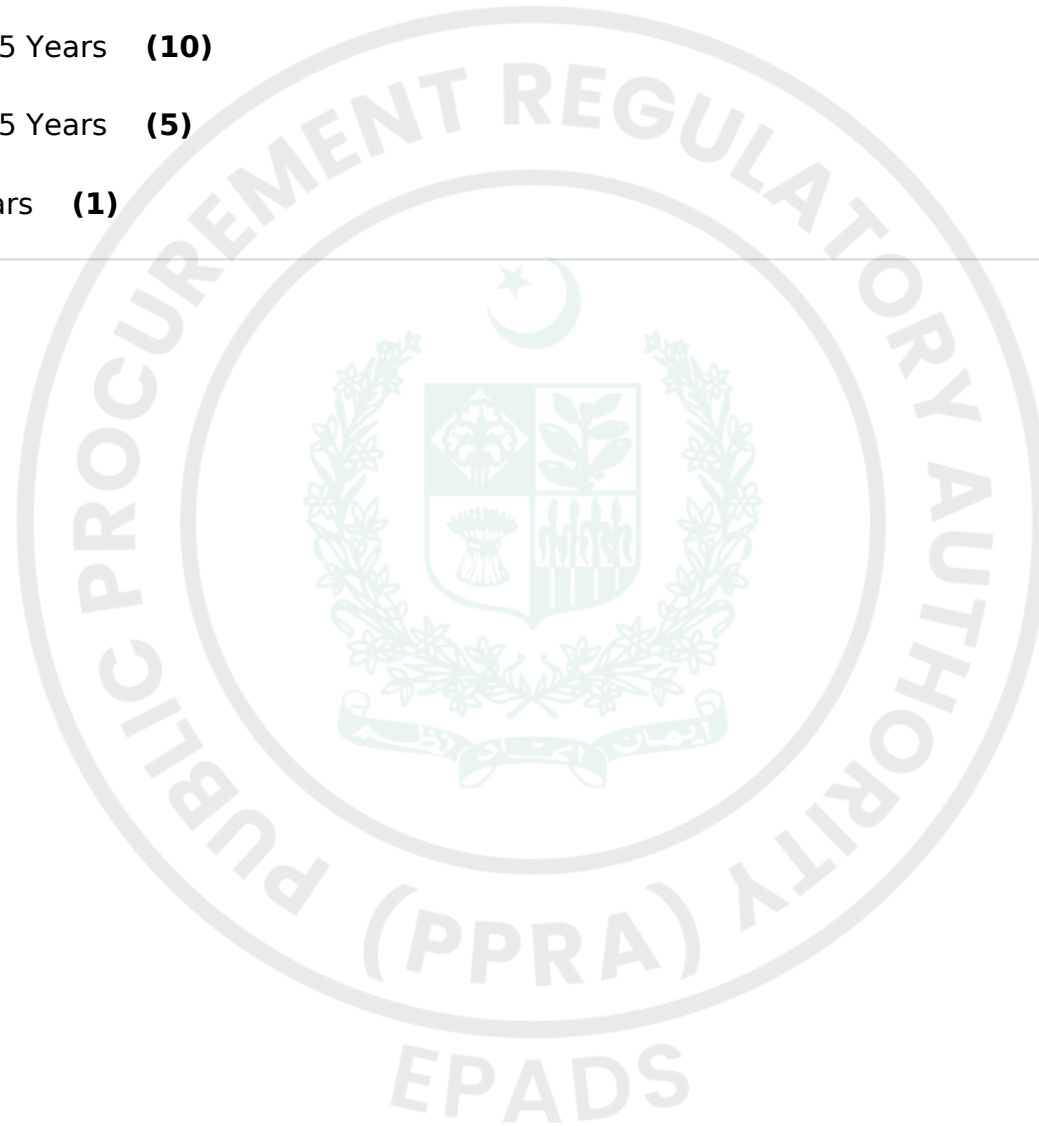 5 Years (10)
5 Years (5)
ars (1)
PUBLIC PROCUREMENT REGULATORY AUTHORITY
(PPRA)
EPADS